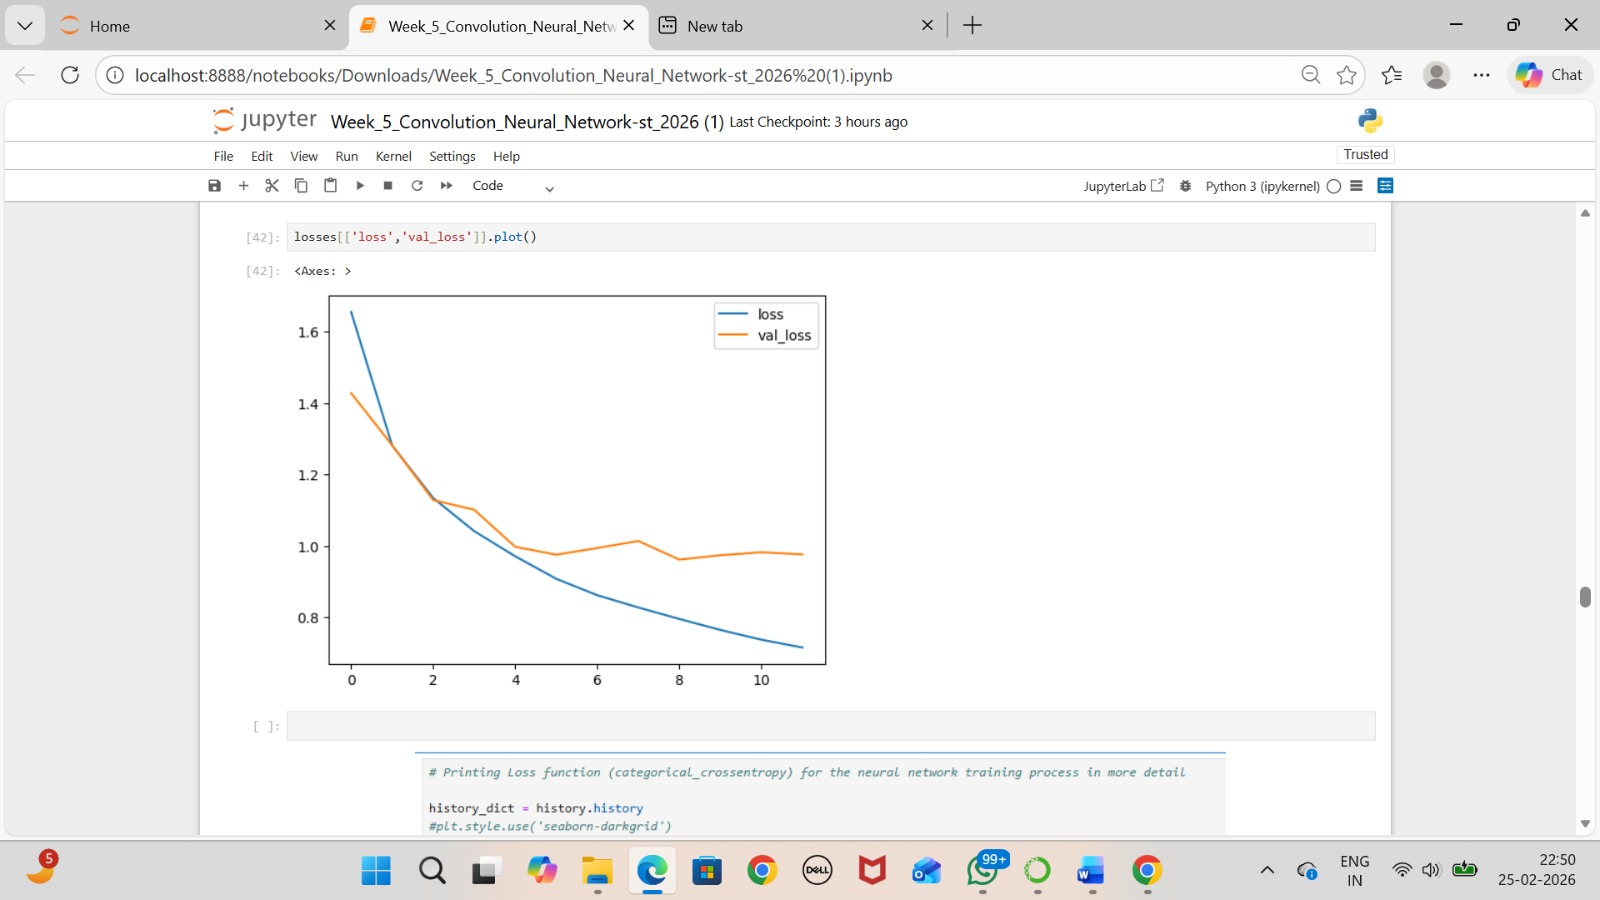 Home
Week_5_Convolution_Neural_Netw
New tab
localhost:8888/notebooks/Downloads/Week_5_Convolution_Neural_Network-st_2026%20(1).ipynb
Chat
jupyter Week_5_Convolution_Neural_Network-st_2026 (1) Last Checkpoint: 3 hours ago
File Edit View Run Kernel Settings Help
Trusted
Code
JupyterLab
Python 3 (ipykernel)
[42]: losses[['loss','val_loss']].plot()
[42]: <Axes: >
loss
val_loss
1.6
1.4
1.2
1.0
0.8
0 2 4 6 8 10
[ ]:
# Printing Loss function (categorical_crossentropy) for the neural network training process in more detail
history_dict = history.history
#plt.style.use('seaborn-darkgrid')
5
DELL
99+
W
ENG
IN
22:50
25-02-2026